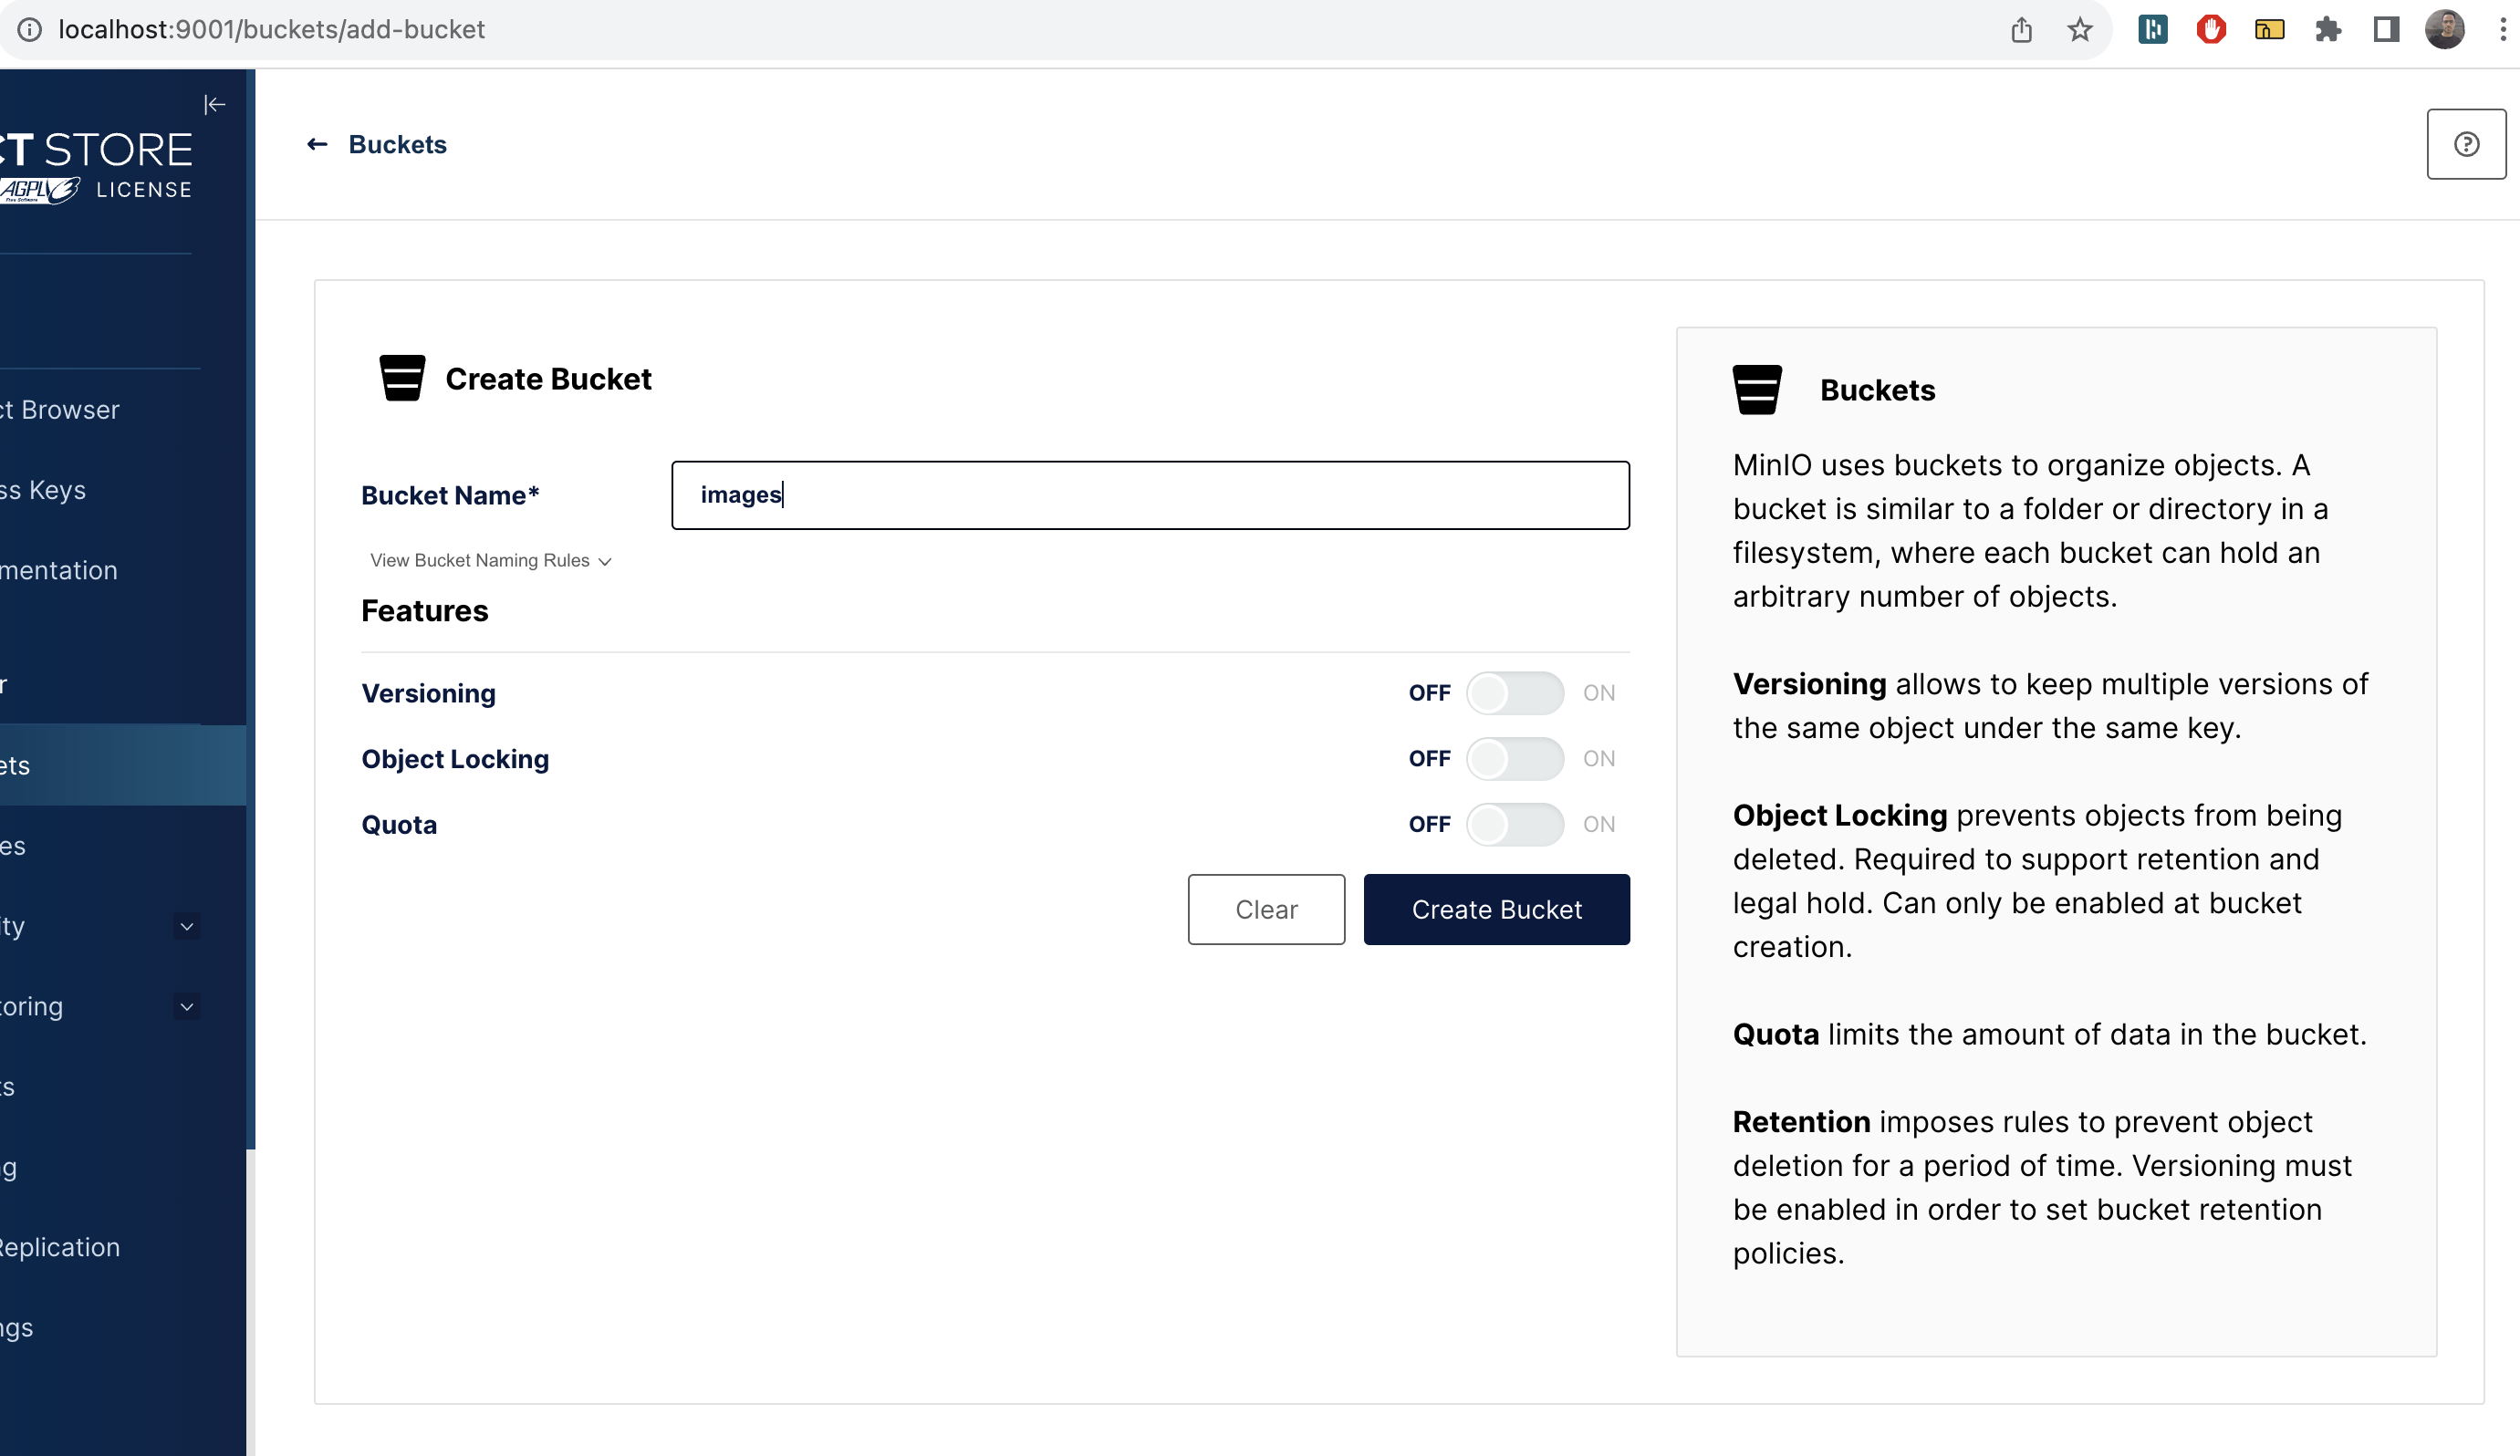 localhost:9001/buckets/add-bucket
CT STORE
AGPL v3 LICENSE
Free Software
ct Browser
ss Keys
mentation
r
ets
es
ity
toring
ts
ng
Replication
ngs
Buckets
Create Bucket
Bucket Name*
images
View Bucket Naming Rules
Features
Versioning OFF ON
Object Locking OFF ON
Quota OFF ON
Clear Create Bucket
Buckets
MinIO uses buckets to organize objects. A
bucket is similar to a folder or directory in a
filesystem, where each bucket can hold an
arbitrary number of objects.
Versioning allows to keep multiple versions of
the same object under the same key.
Object Locking prevents objects from being
deleted. Required to support retention and
legal hold. Can only be enabled at bucket
creation.
Quota limits the amount of data in the bucket.
Retention imposes rules to prevent object
deletion for a period of time. Versioning must
be enabled in order to set bucket retention
policies.